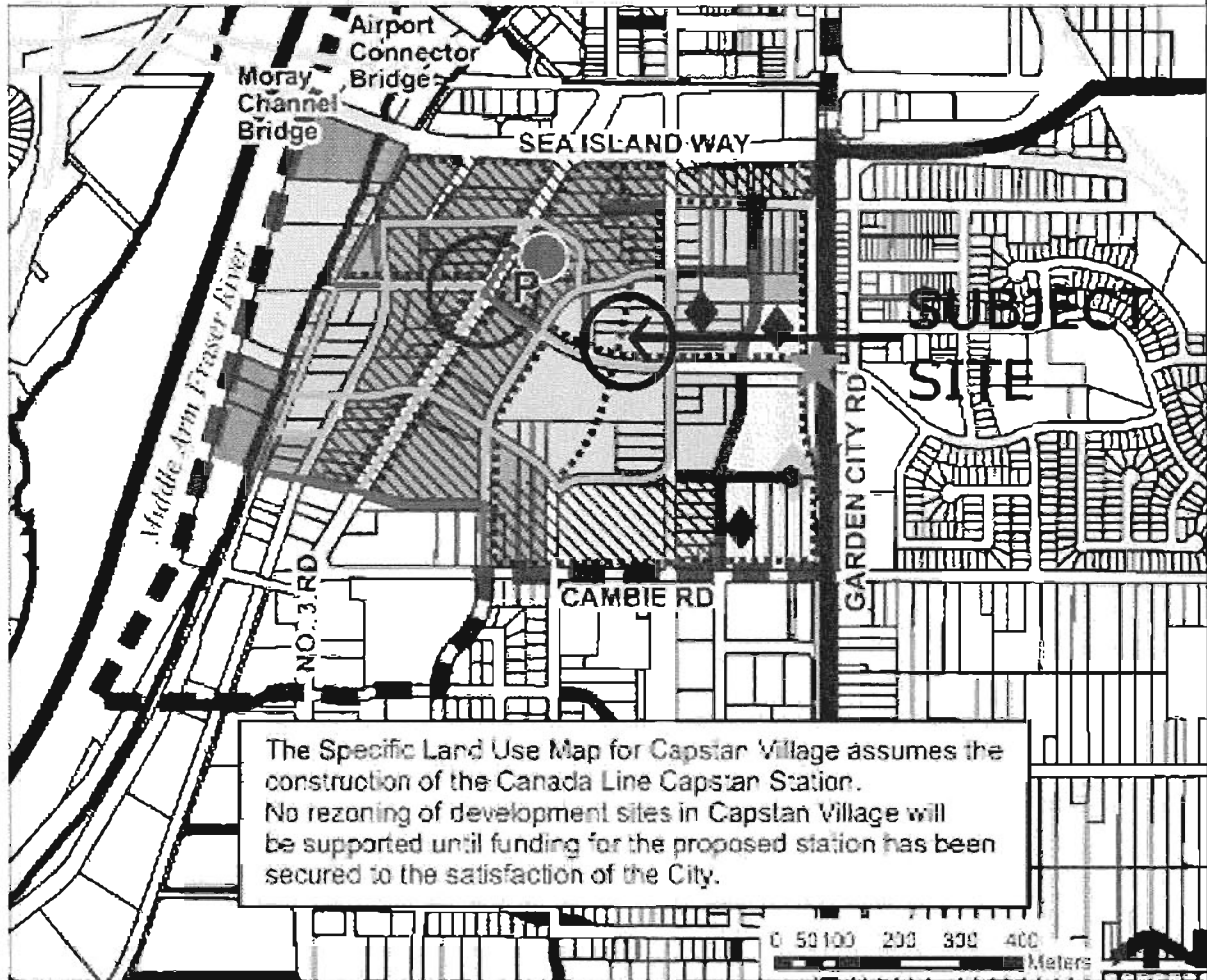 Airport
Connector
Bridge
Moray
Channel
Bridge
SEA ISLAND WAY
P
SUBJECT
SITE
Middle Arm Fraser River
GARDEN CITY RD
NO. 3 RD
CAMBIE RD
The Specific Land Use Map for Capstan Village assumes the
construction of the Canada Line Capstan Station.
No rezoning of development sites in Capstan Village will
be supported until funding for the proposed station has been
secured to the satisfaction of the City.
0 50 100 200 300 400
Meters